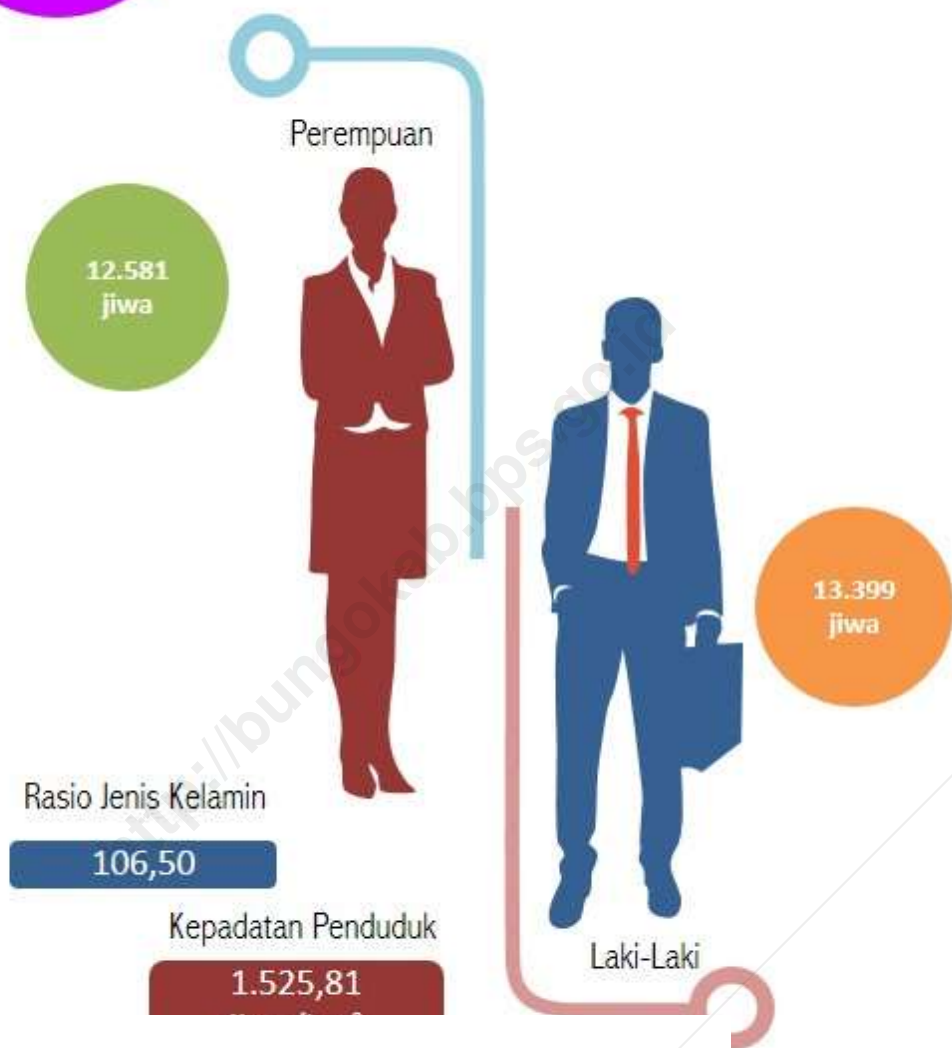 Perempuan
12.581
jiwa
13.399
jiwa
Rasio Jenis Kelamin
106,50
Kepadatan Penduduk
1.525,81
Laki-Laki
http://bungokab.bps.go.id